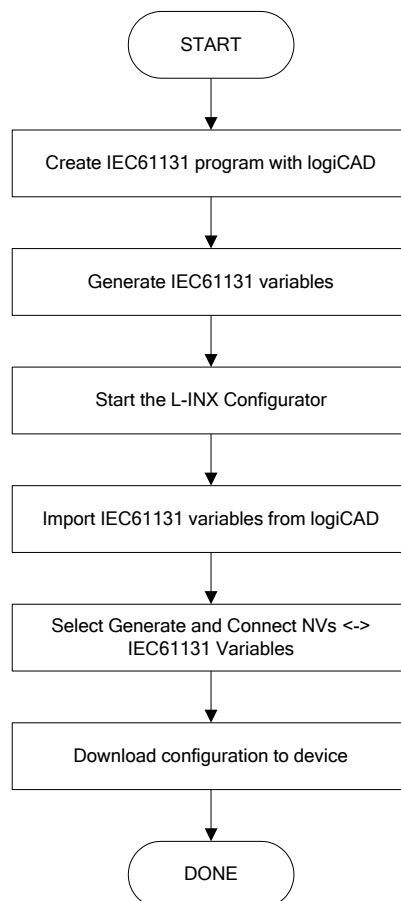 START
Create IEC61131 program with logiCAD
Generate IEC61131 variables
Start the L-INX Configurator
Import IEC61131 variables from logiCAD
Select Generate and Connect NVs <->
IEC61131 Variables
Download configuration to device
DONE